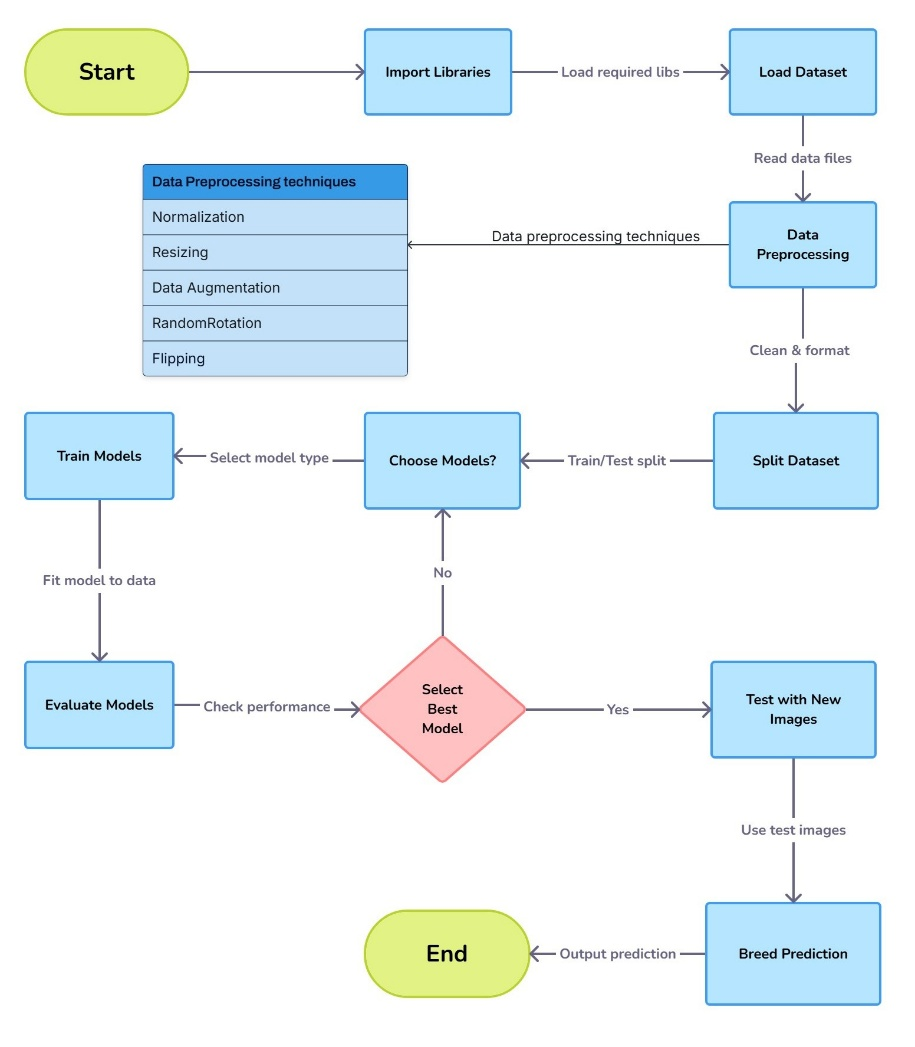 Start
Import Libraries
Load required libs
Load Dataset
Read data files
Data Preprocessing techniques
Normalization
Resizing
Data Augmentation
RandomRotation
Flipping
Data preprocessing techniques
Data
Preprocessing
Clean & format
Train Models
Select model type
Choose Models?
Train/Test split
Split Dataset
Fit model to data
No
Evaluate Models
Check performance
Select
Best
Model
Yes
Test with New
Images
Use test images
End
Output prediction
Breed Prediction